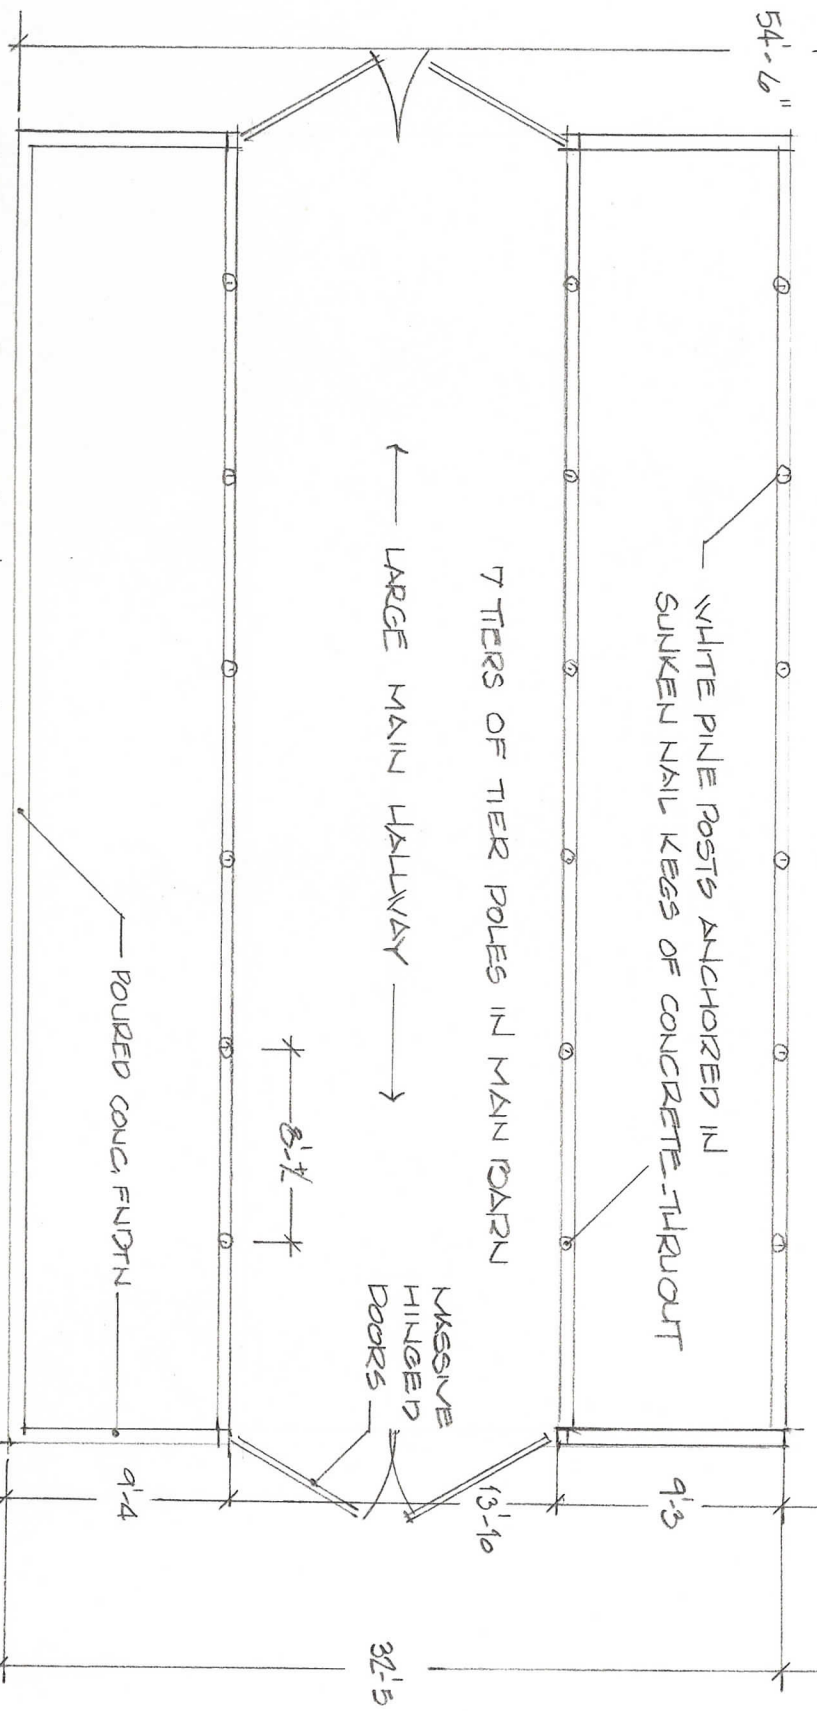 54'-6"
WHITE PINE POSTS ANCHORED IN
SUNKEN NAIL KEGS OF CONCRETE-THRUOUT
7 TIERS OF TIER POLES IN MAIN BARN
LARGE MAIN HALLWAY
8'-+/-
MASSIVE
HINGED
DOORS
POURED CONC. FNDTN
9'-3
13'-10
9'-4
32'-5